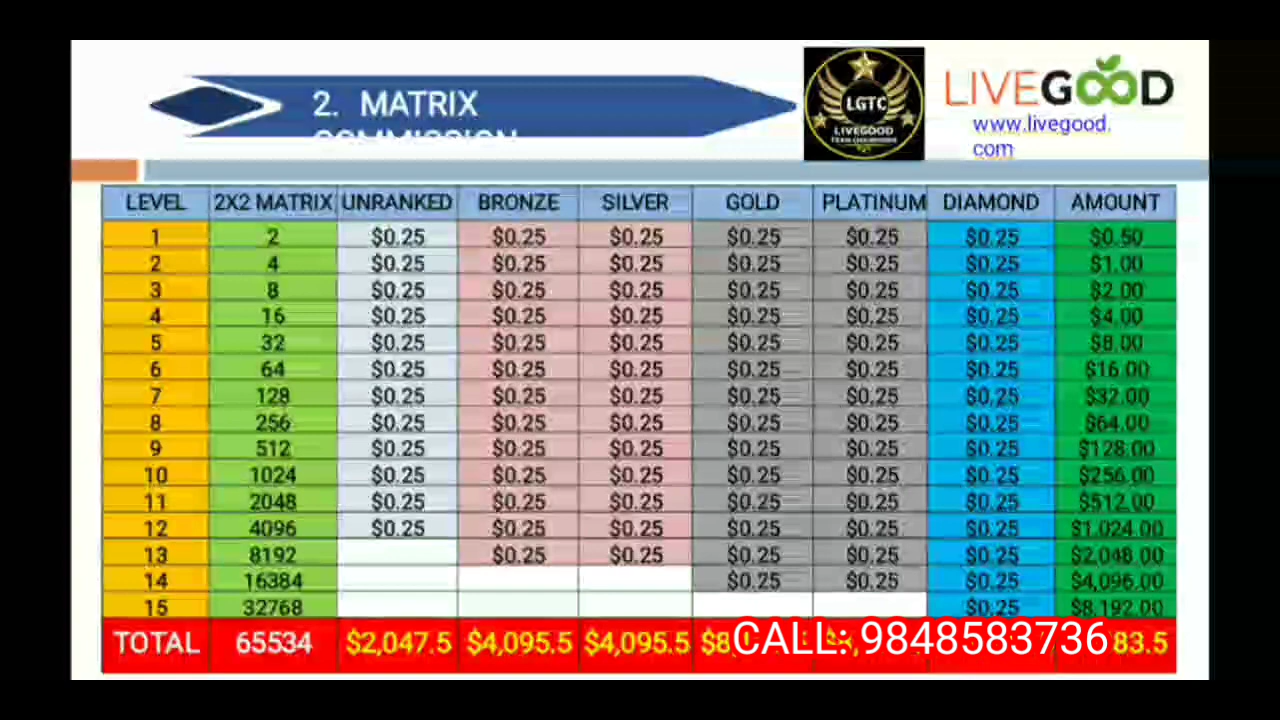 2. MATRIX
COMMISSION
LGTC
LIVEGOOD
LIVEGOOD
www.livegood.
com
LEVEL 2X2 MATRIX UNRANKED BRONZE SILVER GOLD PLATINUM DIAMOND AMOUNT
1 2 $0.25 $0.25 $0.25 $0.25 $0.25 $0.25 $0.50
2 4 $0.25 $0.25 $0.25 $0.25 $0.25 $0.25 $1.00
3 8 $0.25 $0.25 $0.25 $0.25 $0.25 $0.25 $2.00
4 16 $0.25 $0.25 $0.25 $0.25 $0.25 $0.25 $4.00
5 32 $0.25 $0.25 $0.25 $0.25 $0.25 $0.25 $8.00
6 64 $0.25 $0.25 $0.25 $0.25 $0.25 $0.25 $16.00
7 128 $0.25 $0.25 $0.25 $0.25 $0.25 $0.25 $32.00
8 256 $0.25 $0.25 $0.25 $0.25 $0.25 $0.25 $64.00
9 512 $0.25 $0.25 $0.25 $0.25 $0.25 $0.25 $128.00
10 1024 $0.25 $0.25 $0.25 $0.25 $0.25 $0.25 $256.00
11 2048 $0.25 $0.25 $0.25 $0.25 $0.25 $0.25 $512.00
12 4096 $0.25 $0.25 $0.25 $0.25 $0.25 $0.25 $1,024.00
13 8192 $0.25 $0.25 $0.25 $0.25 $0.25 $2,048.00
14 16384 $0.25 $0.25 $0.25 $4,096.00
15 32768 $0.25 $8,192.00
TOTAL 65534 $2,047.5 $4,095.5 $4,095.5 83.5
CALL: 9848583736